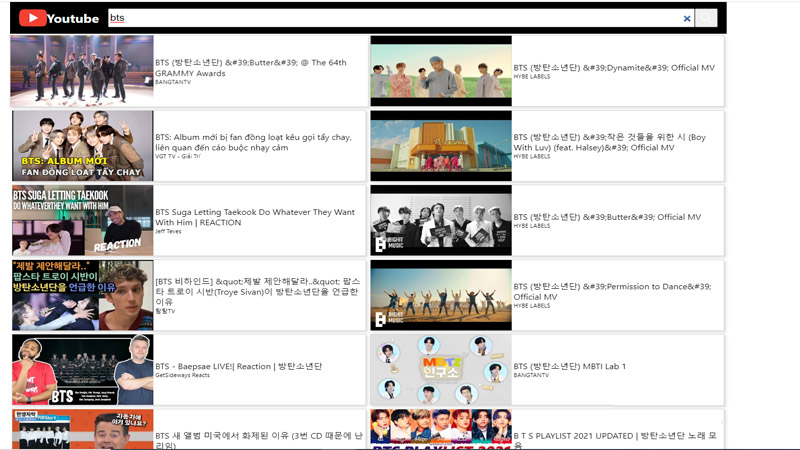 Youtube
bts
BTS (방탄소년단) &#39;Butter&#39; @ The 64th
GRAMMY Awards
BANGTANTV
BTS (방탄소년단) &#39;Dynamite&#39; Official MV
HYBE LABELS
BTS: ALBUM MỚI
FAN ĐỒNG LOẠT TẨY CHAY
BTS: Album mới bị fan đồng loạt kêu gọi tẩy chay,
liên quan đến cáo buộc nhạy cảm
VGT TV - Giải Trí
BTS (방탄소년단) &#39;작은 것들을 위한 시 (Boy
With Luv) (feat. Halsey)&#39; Official MV
HYBE LABELS
BTS SUGA LETTING TAEKOOK
DO WHATEVER THEY WANT
WITH HIM
REACTION
BTS Suga Letting Taekook Do Whatever They Want
With Him | REACTION
Jeff Teves
BIGHIT
MUSIC
BTS (방탄소년단) &#39;Butter&#39; Official MV
HYBE LABELS
"제발 제안해달라.."
팝스타 트로이 시반이
방탄소년단을 언급한
이유
[BTS 비하인드] &quot;제발 제안해달라..&quot; 팝스
타 트로이 시반(Troye Sivan)이 방탄소년단을 언급한
이유
탐탐TV
BIGHIT
MUSIC
BTS (방탄소년단) &#39;Permission to Dance&#39;
Official MV
HYBE LABELS
BTS
BTS - Baepsae LIVE!| Reaction | 방탄소년단
GetSideways Reacts
MBTI
연구소
BTS (방탄소년단) MBTI Lab 1
BANGTANTV
한영자막
BTS 새 앨범 미국에서 화제된 이유 (3번 CD 때문에 난
리임)
BTS PLAYLIST 2021
B T S PLAYLIST 2021 UPDATED | 방탄소년단 노래 모
음